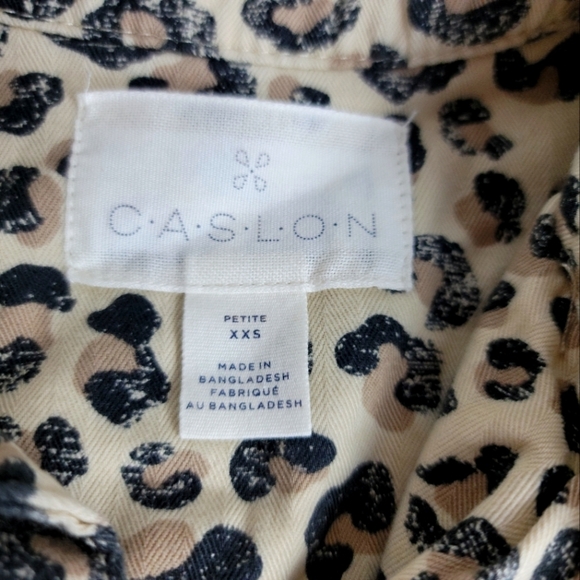 C·A·S·L·O·N
PETITE
XXS
MADE IN
BANGLADESH
FABRIQUÉ
AU BANGLADESH